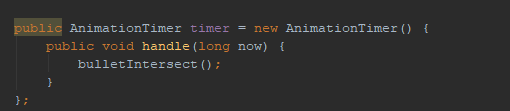 public AnimationTimer timer = new AnimationTimer() {
    public void handle(long now) {
        bulletIntersect();
    }
};